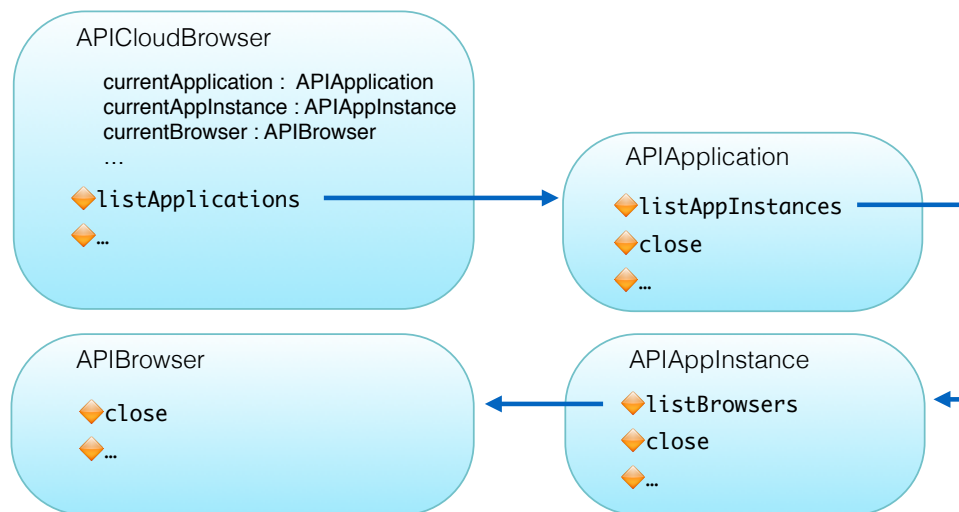 APICloudBrowser
currentApplication :  APIApplication
currentAppInstance : APIAppInstance
currentBrowser : APIBrowser
…
listApplications
…
APIApplication
listAppInstances
close
…
APIBrowser
close
…
APIAppInstance
listBrowsers
close
…